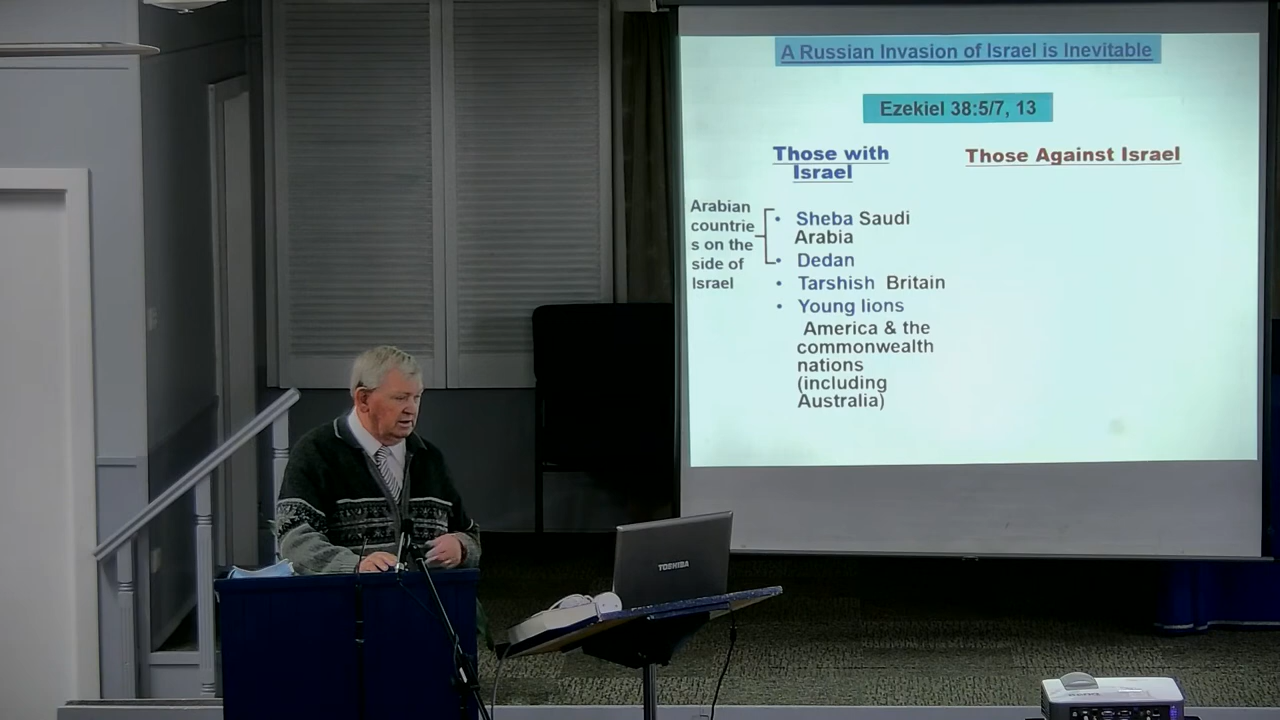 A Russian Invasion of Israel is Inevitable
Ezekiel 38:5/7, 13
Those with
Israel
Those Against Israel
Arabian
countrie
s on the
side of
Israel
• Sheba Saudi
Arabia
• Dedan
• Tarshish Britain
• Young lions
America & the
commonwealth
nations
(including
Australia)
TOSHIBA